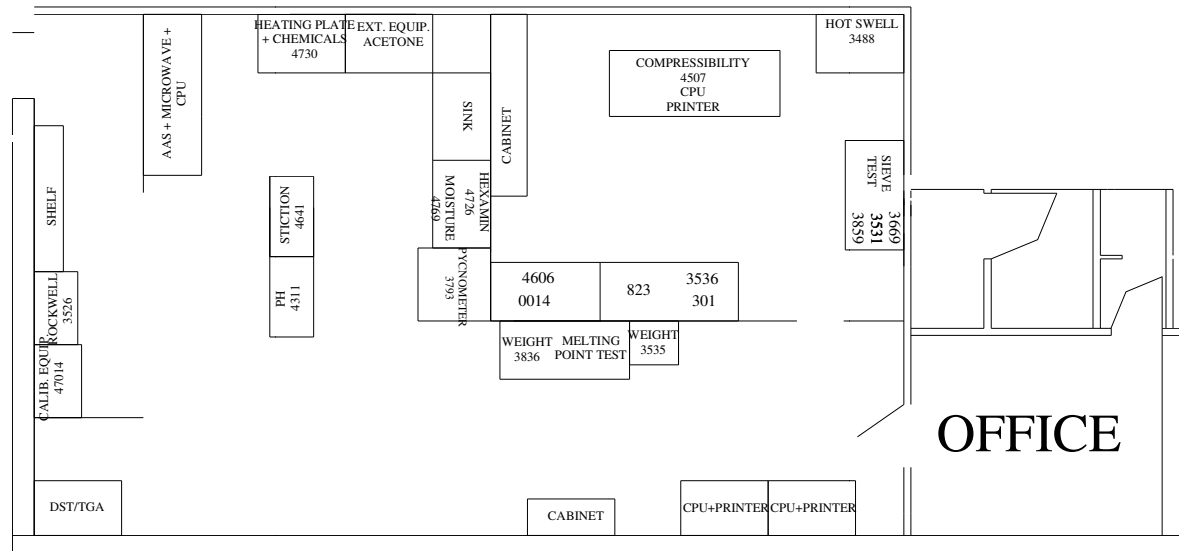 HEATING PLATE
+ CHEMICALS
4730
EXT. EQUIP.
ACETONE
HOT SWELL
3488
AAS + MICROWAVE +
CPU
COMPRESSIBILITY
4507
CPU
PRINTER
SINK
CABINET
SHELF
STICTION
4641
HEXAMIN
4726
MOISTURE
4769
SIEVE
TEST
3669
3531
3859
PYCNOMETER
3793
4606
0014
823
3536
301
ROCKWELL
3526
PH
4311
WEIGHT
3836
MELTING
POINT TEST
WEIGHT
3535
CALIB. EQUIP.
47014
OFFICE
DST/TGA
CABINET
CPU+PRINTER
CPU+PRINTER